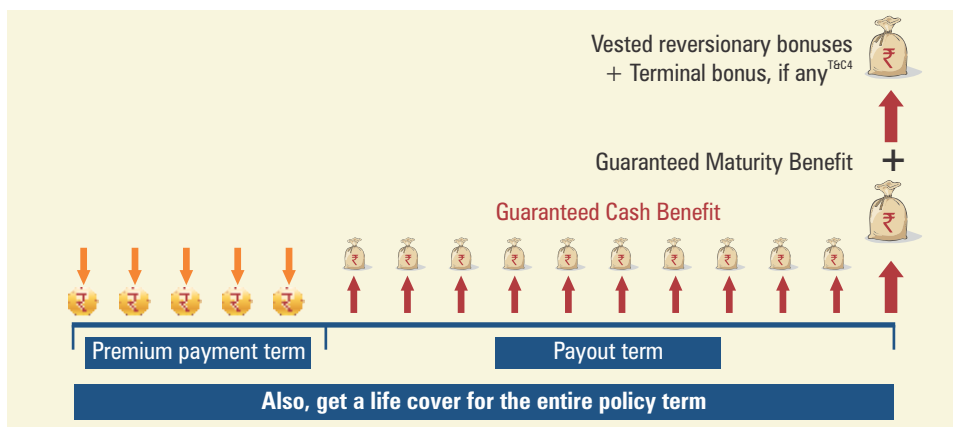 Vested reversionary bonuses
+ Terminal bonus, if any T&C4
₹
Guaranteed Maturity Benefit +
₹
Guaranteed Cash Benefit
₹ ₹ ₹ ₹ ₹ ₹ ₹ ₹ ₹ ₹
₹ ₹ ₹ ₹ ₹
Premium payment term
Payout term
Also, get a life cover for the entire policy term